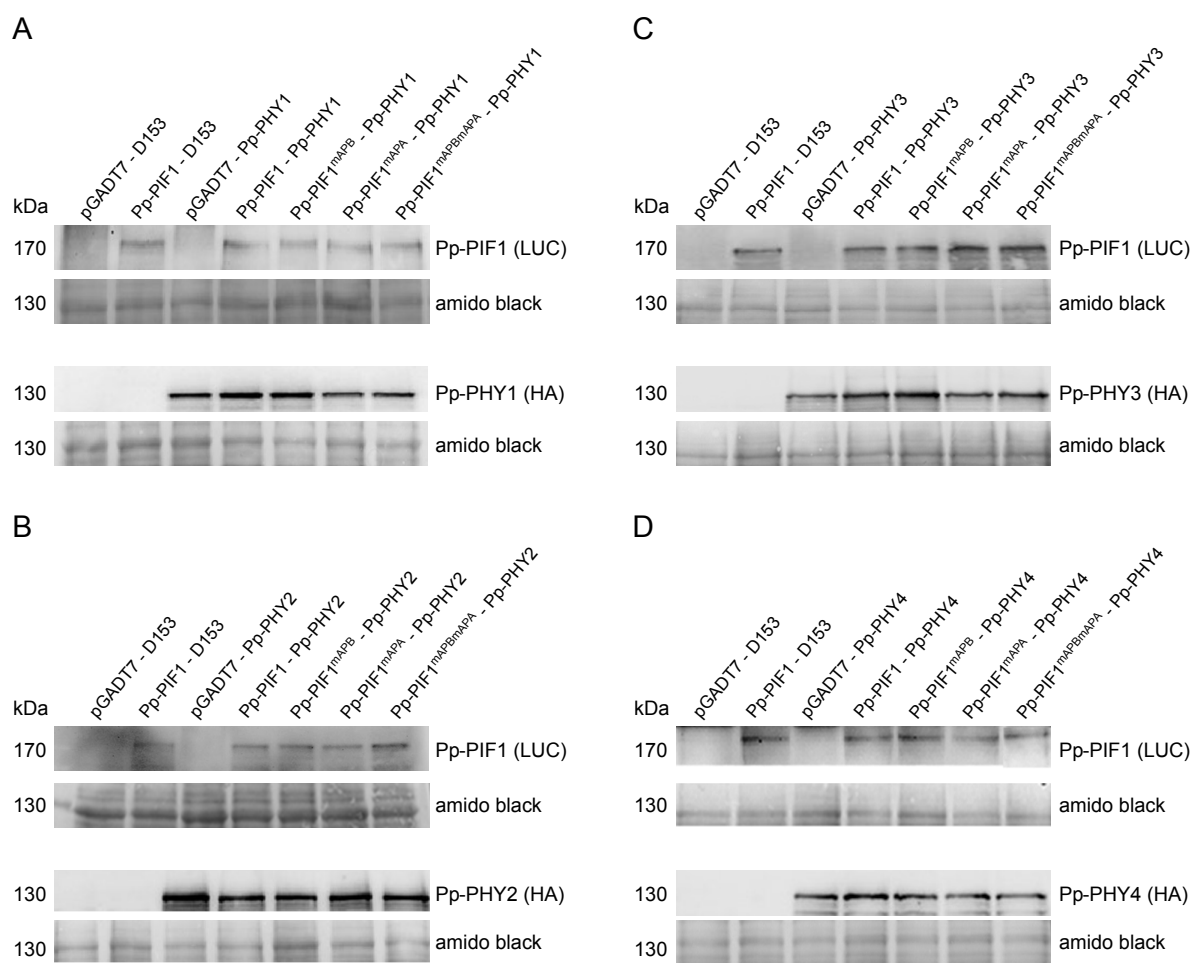 A
pGADT7 - D153
Pp-PIF1 - D153
pGADT7 - Pp-PHY1
Pp-PIF1 - Pp-PHY1
Pp-PIF1mAPB - Pp-PHY1
Pp-PIF1mAPA - Pp-PHY1
Pp-PIF1mAPBmAPA - Pp-PHY1
kDa
170 Pp-PIF1 (LUC)
130 amido black
130 Pp-PHY1 (HA)
130 amido black
B
pGADT7 - D153
Pp-PIF1 - D153
pGADT7 - Pp-PHY2
Pp-PIF1 - Pp-PHY2
Pp-PIF1mAPB - Pp-PHY2
Pp-PIF1mAPA - Pp-PHY2
Pp-PIF1mAPBmAPA - Pp-PHY2
kDa
170 Pp-PIF1 (LUC)
130 amido black
130 Pp-PHY2 (HA)
130 amido black
C
pGADT7 - D153
Pp-PIF1 - D153
pGADT7 - Pp-PHY3
Pp-PIF1 - Pp-PHY3
Pp-PIF1mAPB - Pp-PHY3
Pp-PIF1mAPA - Pp-PHY3
Pp-PIF1mAPBmAPA - Pp-PHY3
kDa
170 Pp-PIF1 (LUC)
130 amido black
130 Pp-PHY3 (HA)
130 amido black
D
pGADT7 - D153
Pp-PIF1 - D153
pGADT7 - Pp-PHY4
Pp-PIF1 - Pp-PHY4
Pp-PIF1mAPB - Pp-PHY4
Pp-PIF1mAPA - Pp-PHY4
Pp-PIF1mAPBmAPA - Pp-PHY4
kDa
170 Pp-PIF1 (LUC)
130 amido black
130 Pp-PHY4 (HA)
130 amido black